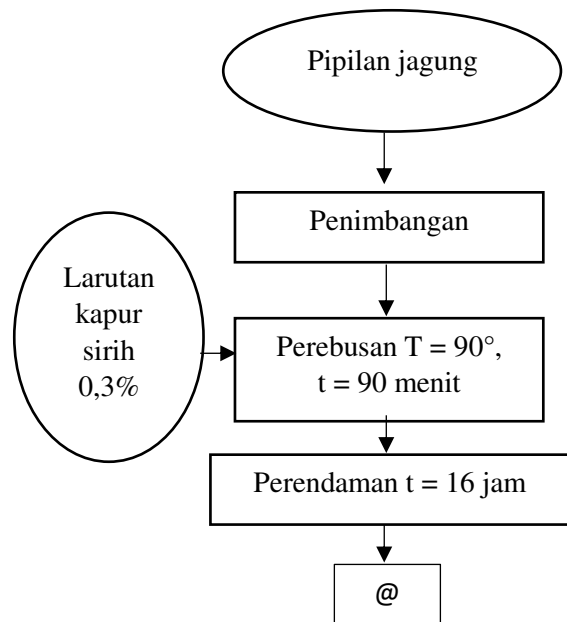 Pipilan jagung
Penimbangan
Larutan
kapur
sirih
0,3%
Perebusan T = 90°,
t = 90 menit
Perendaman t = 16 jam
@